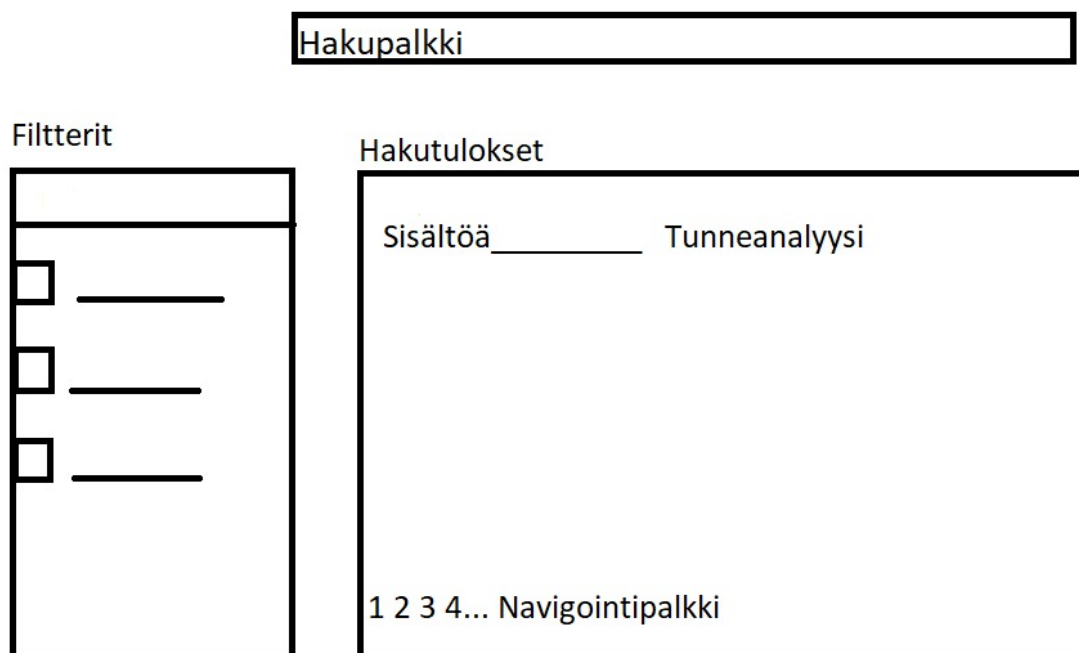 Hakupalkki
Filtterit
Hakutulokset
Sisältöä_________ Tunneanalyysi
1 2 3 4... Navigointipalkki